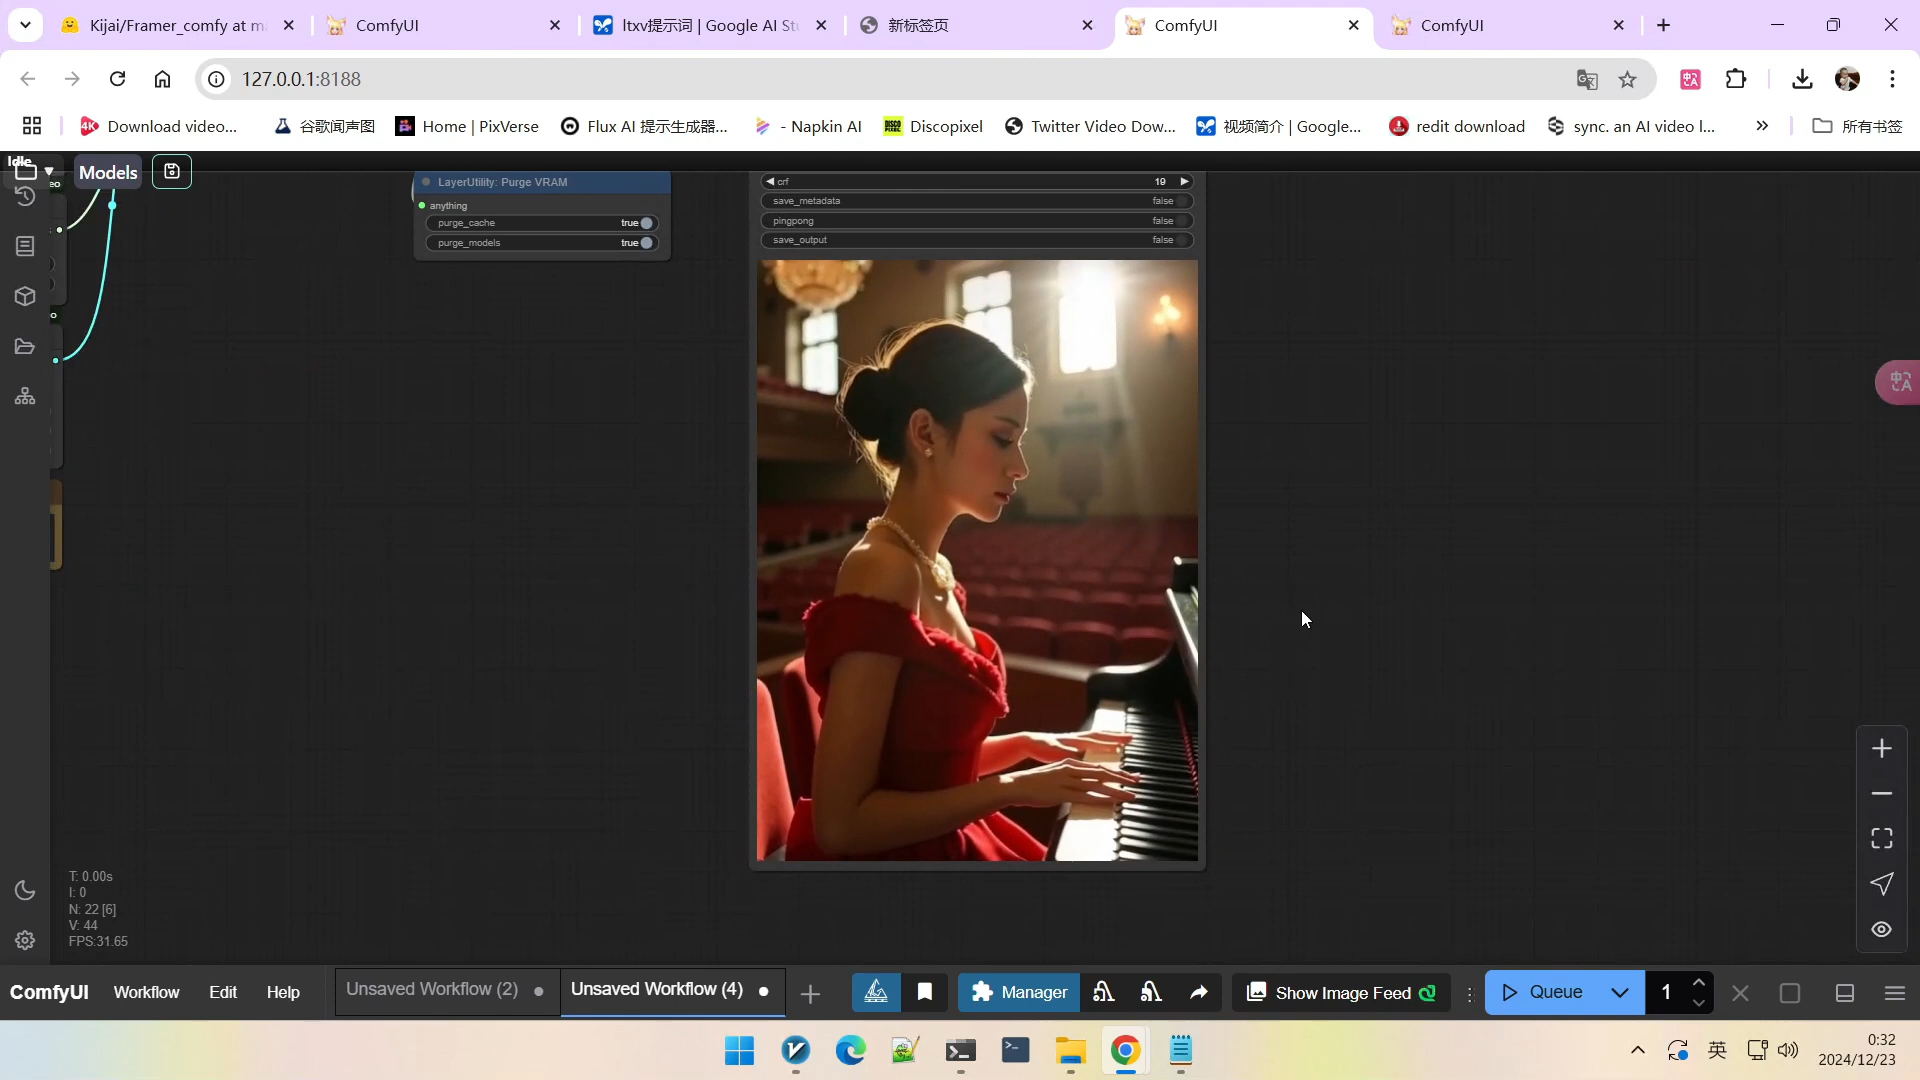 Kijai/Framer_comfy at m
ComfyUI
ltxv提示词 | Google AI Stu
新标签页
ComfyUI
ComfyUI
127.0.0.1:8188
Download video...
谷歌闻声图
Home | PixVerse
Flux AI 提示生成器...
- Napkin AI
Discopixel
Twitter Video Dow...
视频简介 | Google...
redit download
sync. an AI video l...
所有书签
Idle
Models
eo
LayerUtility: Purge VRAM
anything
purge_cache true
purge_models true
crf 19
save_metadata false
pingpong false
save_output false
T: 0.00s
I: 0
N: 22 [6]
V: 44
FPS:31.65
ComfyUI
Workflow
Edit
Help
Unsaved Workflow (2)
Unsaved Workflow (4)
Manager
Show Image Feed
Queue
1
英
0:32
2024/12/23